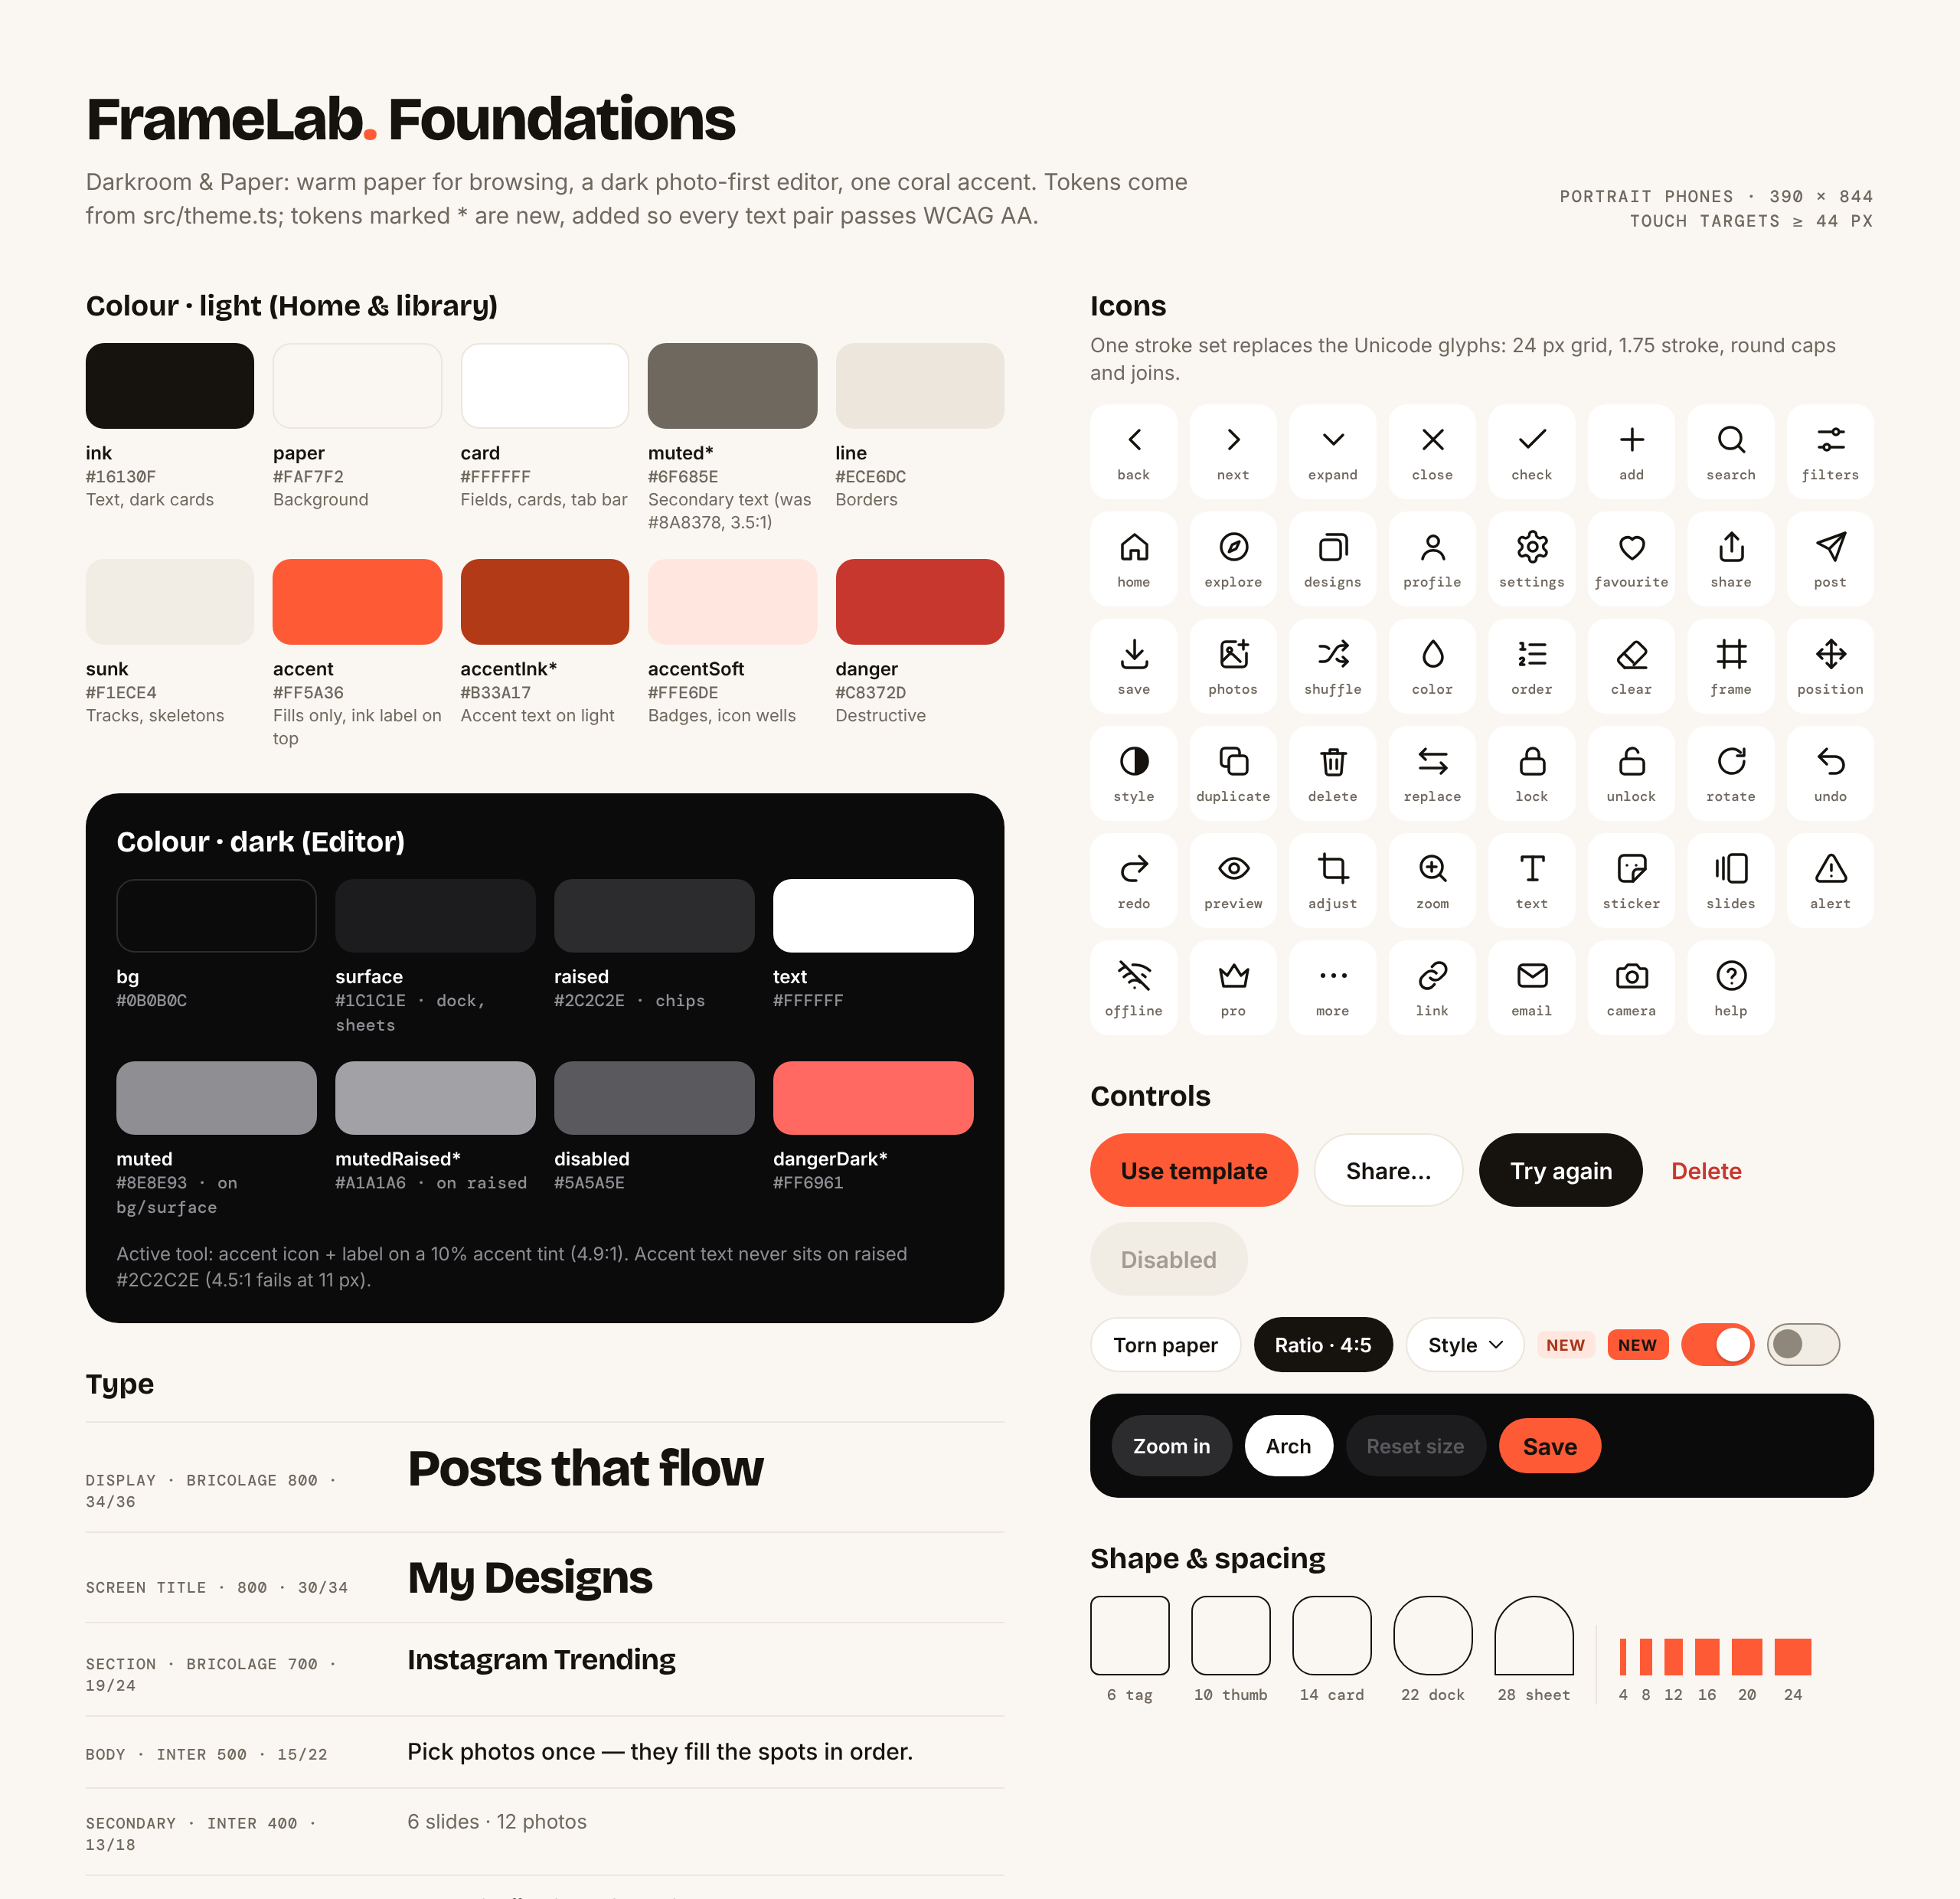 FrameLab. Foundations
Darkroom & Paper: warm paper for browsing, a dark photo-first editor, one coral accent. Tokens come
from src/theme.ts; tokens marked * are new, added so every text pair passes WCAG AA.
PORTRAIT PHONES · 390 × 844
TOUCH TARGETS ≥ 44 PX
Colour · light (Home & library)
ink
#16130F
Text, dark cards
paper
#FAF7F2
Background
card
#FFFFFF
Fields, cards, tab bar
muted*
#6F685E
Secondary text (was
#8A8378, 3.5:1)
line
#ECE6DC
Borders
sunk
#F1ECE4
Tracks, skeletons
accent
#FF5A36
Fills only, ink label on
top
accentInk*
#B33A17
Accent text on light
accentSoft
#FFE6DE
Badges, icon wells
danger
#C8372D
Destructive
Colour · dark (Editor)
bg
#0B0B0C
surface
#1C1C1E · dock,
sheets
raised
#2C2C2E · chips
text
#FFFFFF
muted
#8E8E93 · on
bg/surface
mutedRaised*
#A1A1A6 · on raised
disabled
#5A5A5E
dangerDark*
#FF6961
Active tool: accent icon + label on a 10% accent tint (4.9:1). Accent text never sits on raised
#2C2C2E (4.5:1 fails at 11 px).
Type
DISPLAY · BRICOLAGE 800 ·
34/36
Posts that flow
SCREEN TITLE · 800 · 30/34
My Designs
SECTION · BRICOLAGE 700 ·
19/24
Instagram Trending
BODY · INTER 500 · 15/22
Pick photos once — they fill the spots in order.
SECONDARY · INTER 400 ·
13/18
6 slides · 12 photos
Icons
One stroke set replaces the Unicode glyphs: 24 px grid, 1.75 stroke, round caps
and joins.
back
next
expand
close
check
add
search
filters
home
explore
designs
profile
settings
favourite
share
post
save
photos
shuffle
color
order
clear
frame
position
style
duplicate
delete
replace
lock
unlock
rotate
undo
redo
preview
adjust
zoom
text
sticker
slides
alert
offline
pro
more
link
email
camera
help
Controls
Use template
Share...
Try again
Delete
Disabled
Torn paper
Ratio · 4:5
Style
NEW
NEW
Zoom in
Arch
Reset size
Save
Shape & spacing
6 tag
10 thumb
14 card
22 dock
28 sheet
4
8
12
16
20
24